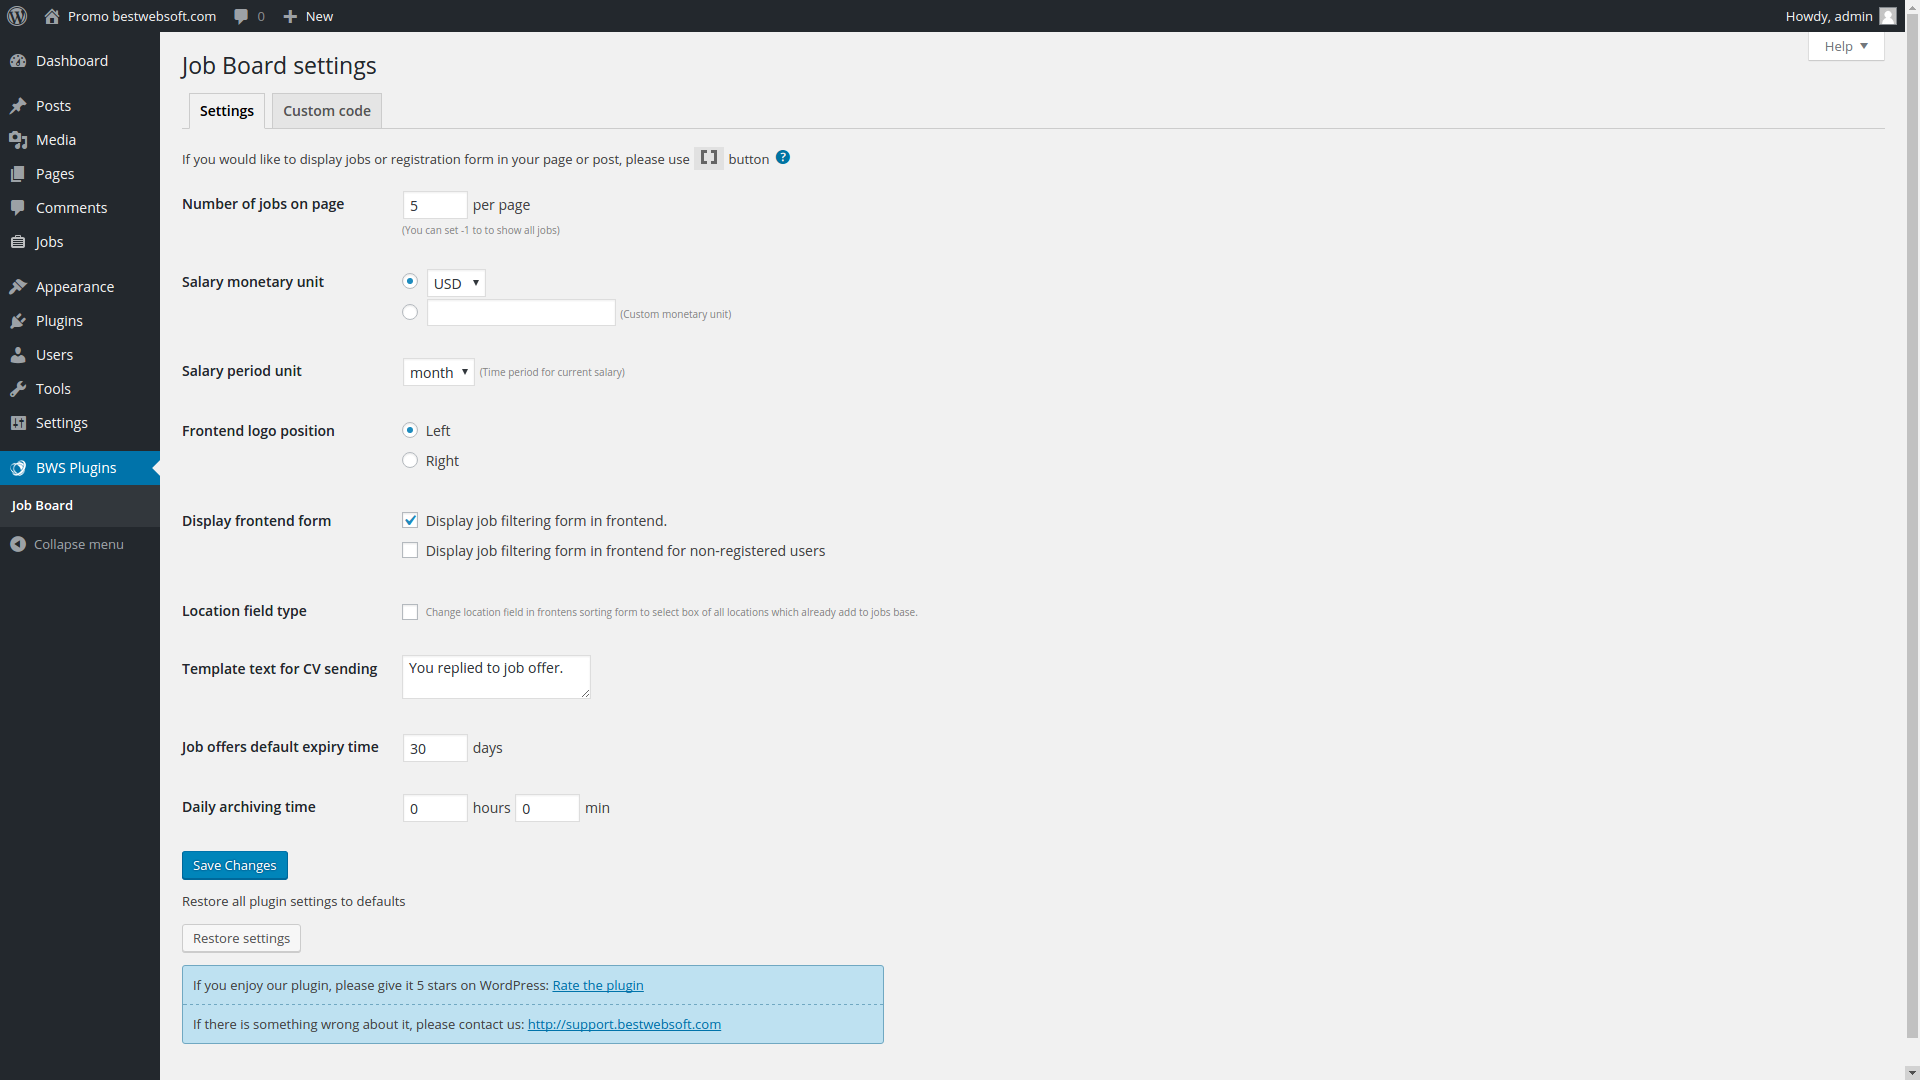 Promo bestwebsoft.com 0 New Howdy, admin
Help
Dashboard
Posts
Media
Pages
Comments
Jobs
Appearance
Plugins
Users
Tools
Settings
BWS Plugins
Job Board
Collapse menu
Job Board settings
Settings Custom code
If you would like to display jobs or registration form in your page or post, please use [ ] button ?
Number of jobs on page 5 per page
(You can set -1 to to show all jobs)
Salary monetary unit USD
(Custom monetary unit)
Salary period unit month (Time period for current salary)
Frontend logo position Left
Right
Display frontend form Display job filtering form in frontend.
Display job filtering form in frontend for non-registered users
Location field type Change location field in frontens sorting form to select box of all locations which already add to jobs base.
Template text for CV sending You replied to job offer.
Job offers default expiry time 30 days
Daily archiving time 0 hours 0 min
Save Changes
Restore all plugin settings to defaults
Restore settings
If you enjoy our plugin, please give it 5 stars on WordPress: Rate the plugin
If there is something wrong about it, please contact us: http://support.bestwebsoft.com